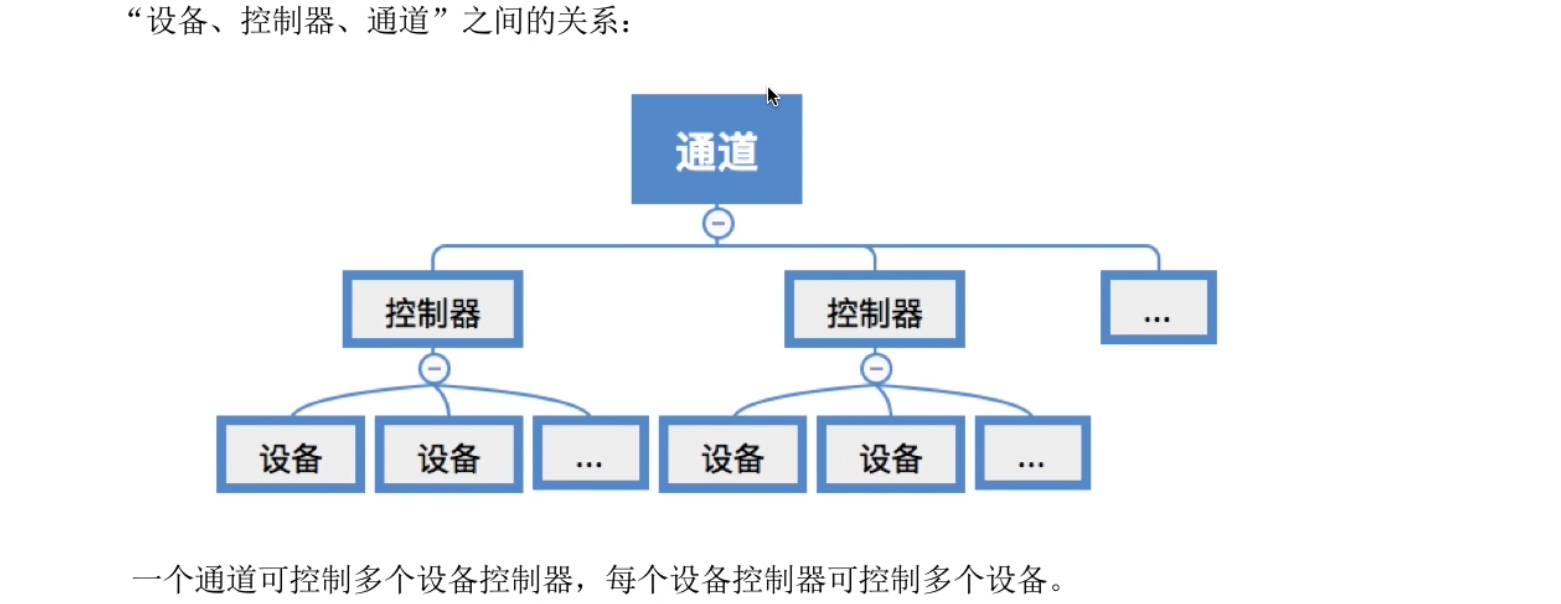 “设备、控制器、通道”之间的关系：
通道
控制器 控制器 ...
设备 设备 ... 设备 设备 ...
一个通道可控制多个设备控制器，每个设备控制器可控制多个设备。